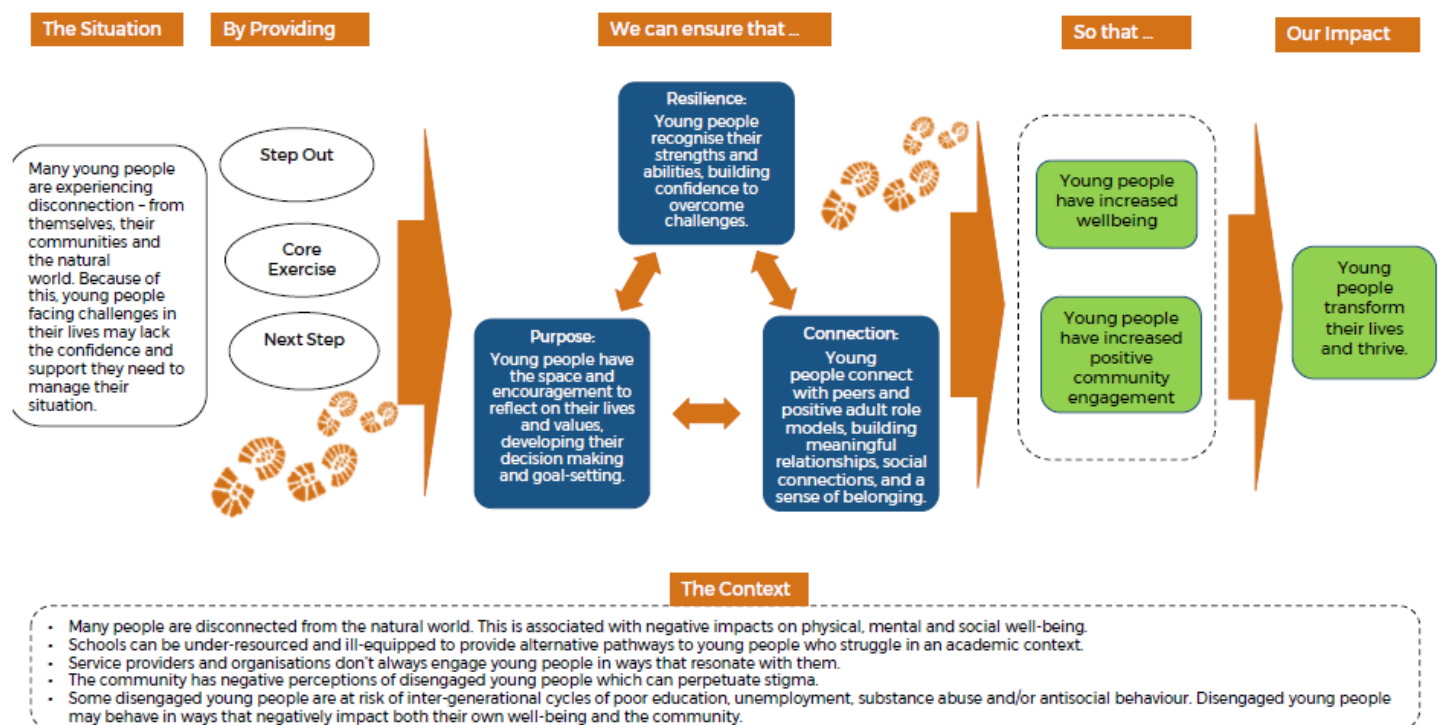 The Situation
By Providing
We can ensure that ...
So that ...
Our Impact
Many young people
are experiencing
disconnection – from
themselves, their
communities and
the natural
world. Because of
this, young people
facing challenges in
their lives may lack
the confidence and
support they need to
manage their
situation.
Step Out
Core
Exercise
Next Step
Resilience:
Young people
recognise their
strengths and
abilities, building
confidence to
overcome
challenges.
Purpose:
Young people have
the space and
encouragement to
reflect on their lives
and values,
developing their
decision making
and goal-setting.
Connection:
Young
people connect
with peers and
positive adult role
models, building
meaningful
relationships, social
connections, and a
sense of belonging.
Young people
have increased
wellbeing
Young people
have increased
positive
community
engagement
Young
people
transform
their lives
and thrive.
The Context
• Many people are disconnected from the natural world. This is associated with negative impacts on physical, mental and social well-being.
• Schools can be under-resourced and ill-equipped to provide alternative pathways to young people who struggle in an academic context.
• Service providers and organisations don't always engage young people in ways that resonate with them.
• The community has negative perceptions of disengaged young people which can perpetuate stigma.
• Some disengaged young people are at risk of inter-generational cycles of poor education, unemployment, substance abuse and/or antisocial behaviour. Disengaged young people
may behave in ways that negatively impact both their own well-being and the community.